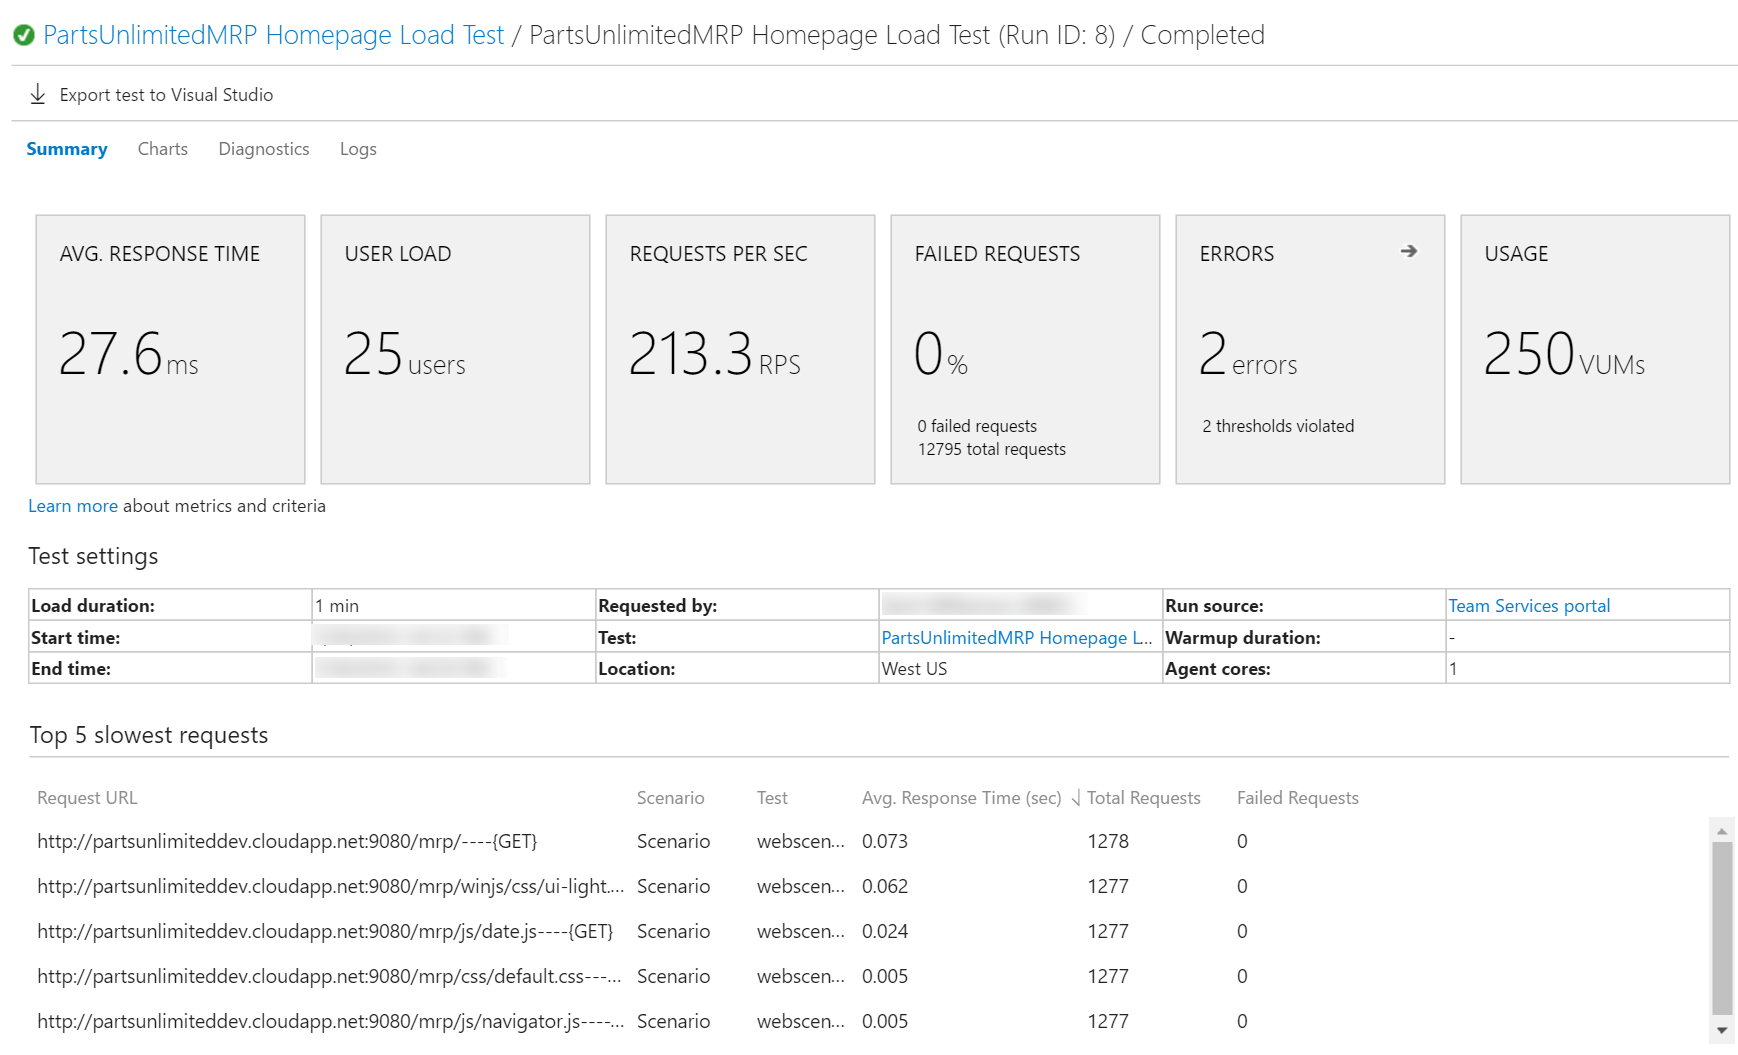 PartsUnlimitedMRP Homepage Load Test / PartsUnlimitedMRP Homepage Load Test (Run ID: 8) / Completed
Export test to Visual Studio
Summary Charts Diagnostics Logs
AVG. RESPONSE TIME
27.6 ms
USER LOAD
25 users
REQUESTS PER SEC
213.3 RPS
FAILED REQUESTS
0 %
0 failed requests
12795 total requests
ERRORS
2 errors
2 thresholds violated
USAGE
250 VUMs
Learn more about metrics and criteria
Test settings
Load duration: 1 min Requested by: Run source: Team Services portal
Start time: Test: PartsUnlimitedMRP Homepage L... Warmup duration: -
End time: Location: West US Agent cores: 1
Top 5 slowest requests
Request URL Scenario Test Avg. Response Time (sec) Total Requests Failed Requests
http://partsunlimiteddev.cloudapp.net:9080/mrp/----{GET} Scenario webscen... 0.073 1278 0
http://partsunlimiteddev.cloudapp.net:9080/mrp/winjs/css/ui-light.... Scenario webscen... 0.062 1277 0
http://partsunlimiteddev.cloudapp.net:9080/mrp/js/date.js----{GET} Scenario webscen... 0.024 1277 0
http://partsunlimiteddev.cloudapp.net:9080/mrp/css/default.css---... Scenario webscen... 0.005 1277 0
http://partsunlimiteddev.cloudapp.net:9080/mrp/js/navigator.js----... Scenario webscen... 0.005 1277 0